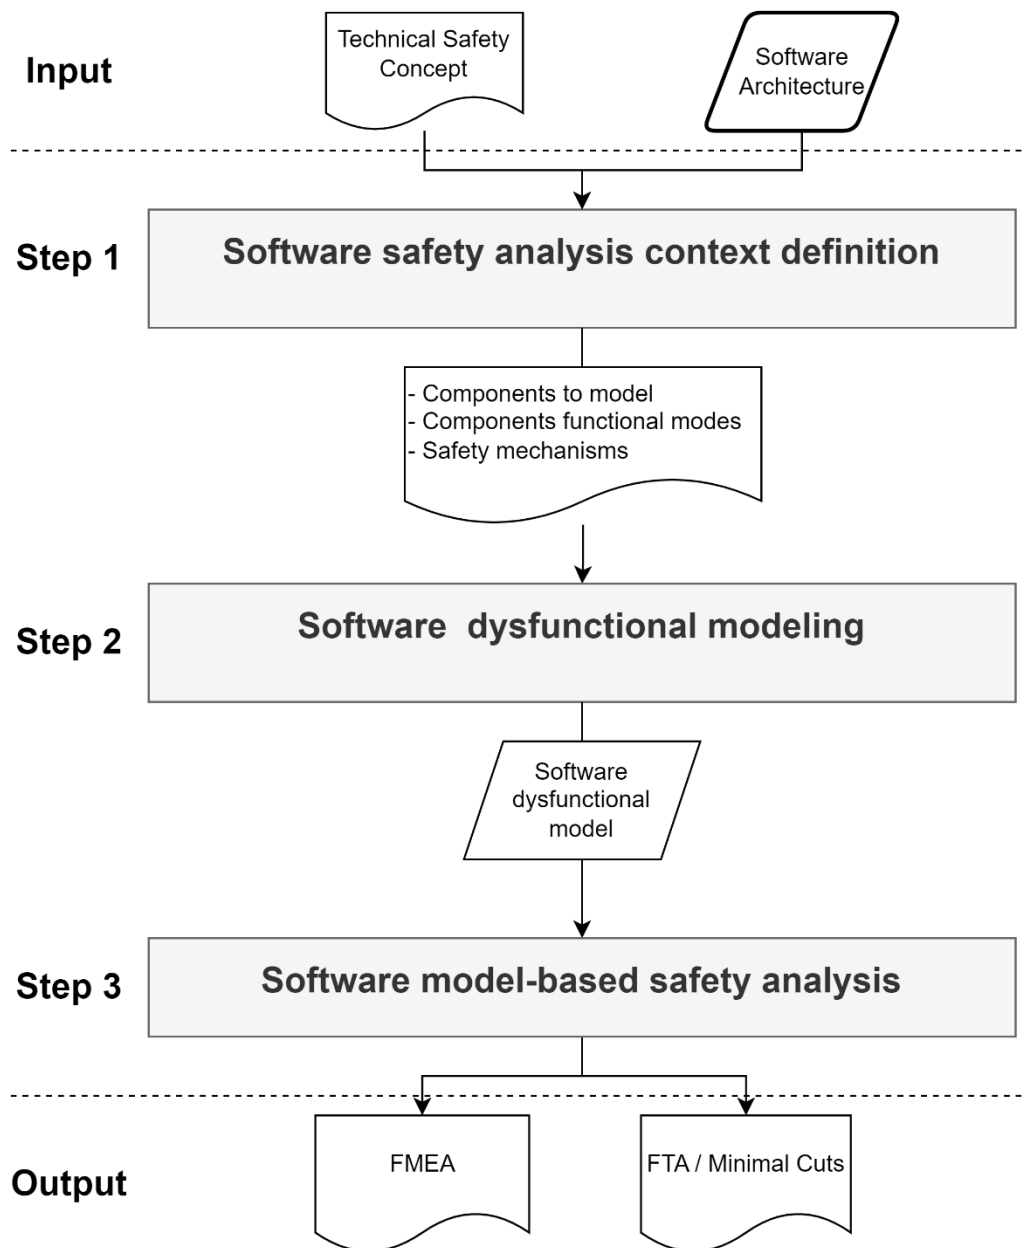 Input
Technical Safety
Concept
Software
Architecture
Step 1
Software safety analysis context definition
- Components to model
- Components functional modes
- Safety mechanisms
Step 2
Software  dysfunctional modeling
Software
dysfunctional
model
Step 3
Software model-based safety analysis
Output
FMEA
FTA / Minimal Cuts